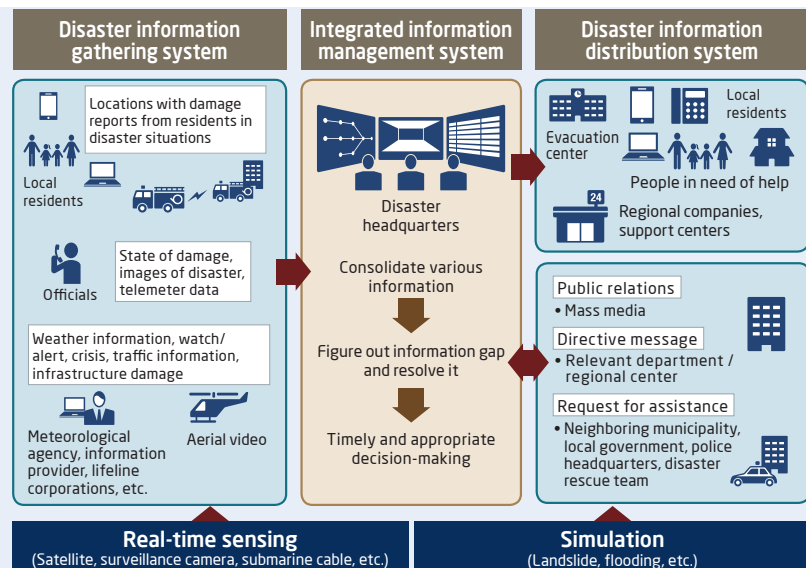 Disaster information
gathering system
Locations with damage
reports from residents in
disaster situations
Local
residents
Officials
State of damage,
images of disaster,
telemeter data
Weather information, watch/
alert, crisis, traffic information,
infrastructure damage
Meteorological
agency, information
provider, lifeline
corporations, etc.
Aerial video
Integrated information
management system
Disaster
headquarters
Consolidate various
information
Figure out information gap
and resolve it
Timely and appropriate
decision-making
Disaster information
distribution system
Evacuation
center
Local
residents
People in need of help
24
Regional companies,
support centers
Public relations
• Mass media
Directive message
• Relevant department /
regional center
Request for assistance
• Neighboring municipality,
local government, police
headquarters, disaster
rescue team
Real-time sensing
(Satellite, surveillance camera, submarine cable, etc.)
Simulation
(Landslide, flooding, etc.)